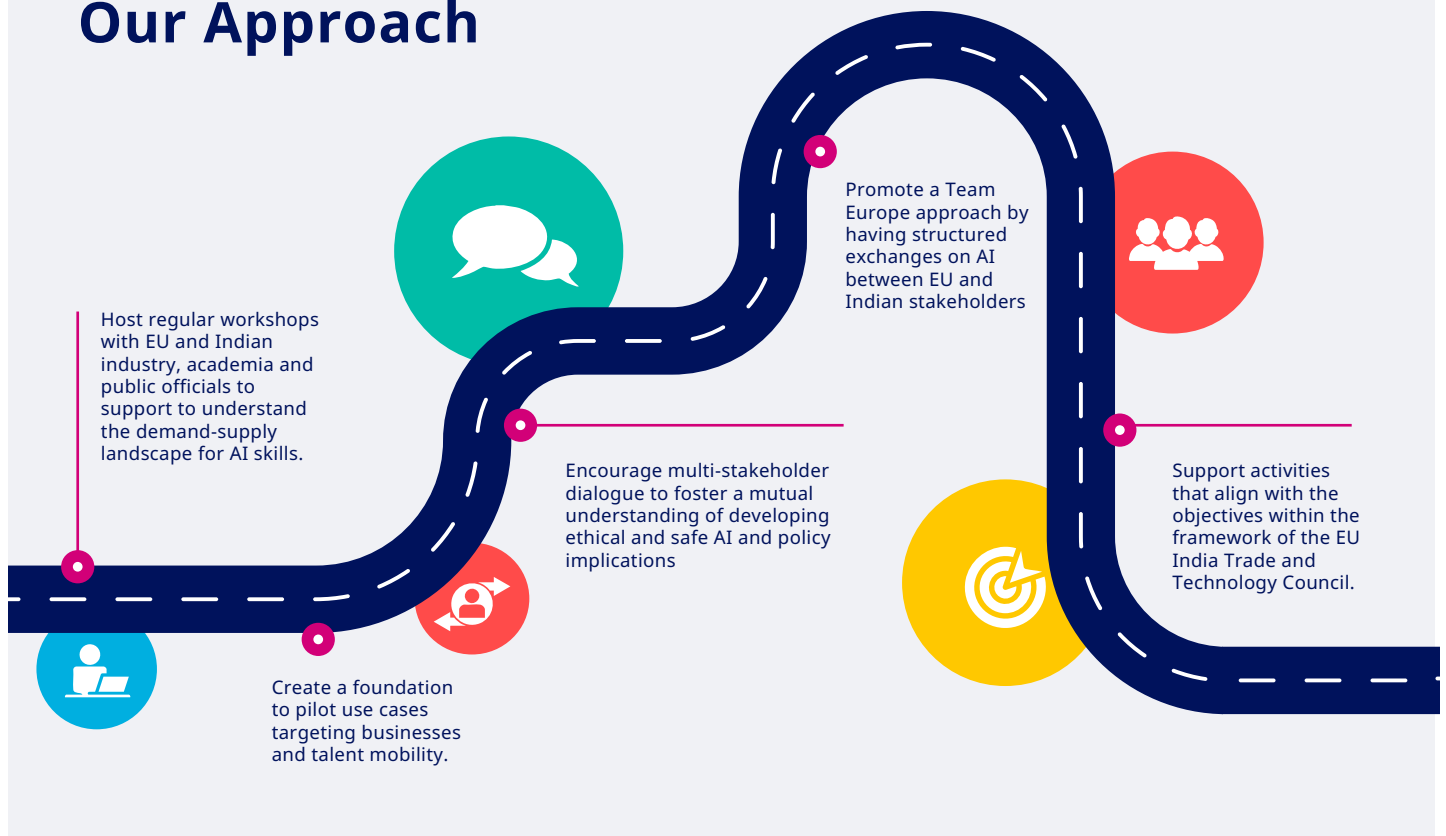 Our Approach
Host regular workshops
with EU and Indian
industry, academia and
public officials to
support to understand
the demand-supply
landscape for AI skills.
Create a foundation
to pilot use cases
targeting businesses
and talent mobility.
Encourage multi-stakeholder
dialogue to foster a mutual
understanding of developing
ethical and safe AI and policy
implications
Promote a Team
Europe approach by
having structured
exchanges on AI
between EU and
Indian stakeholders
Support activities
that align with the
objectives within the
framework of the EU
India Trade and
Technology Council.